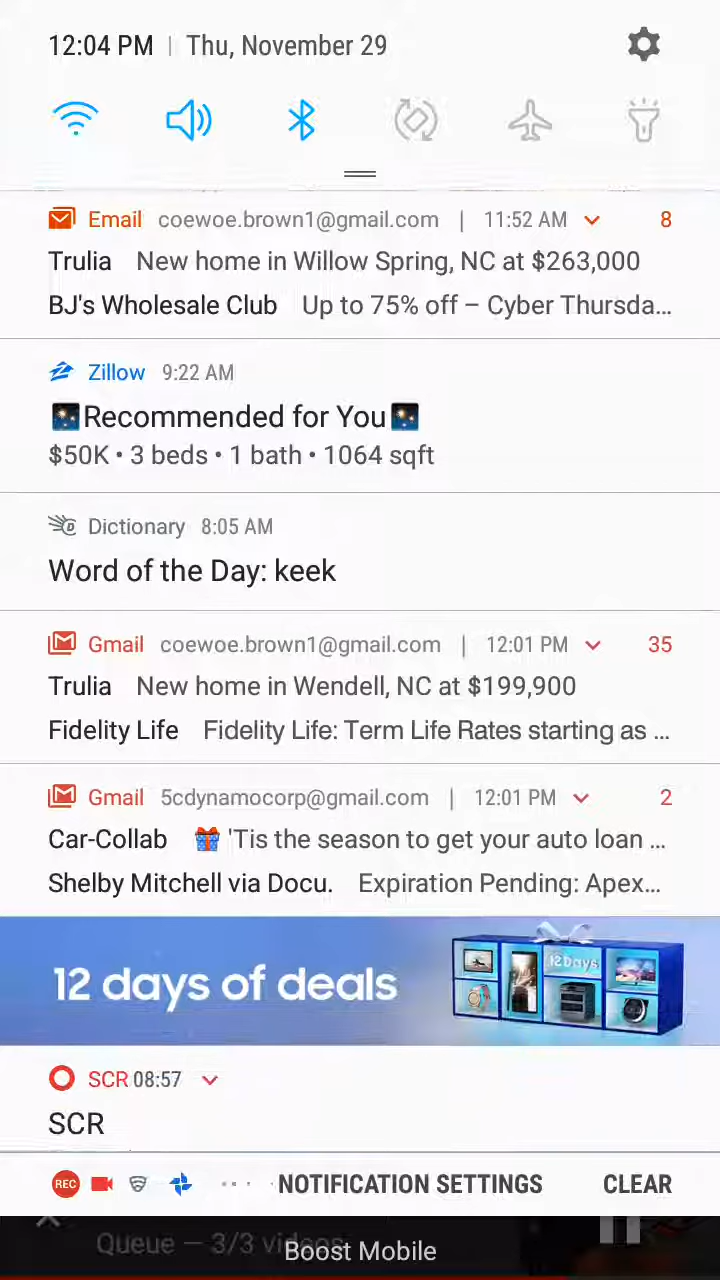 12:04 PM | Thu, November 29
Email coewoe.brown1@gmail.com | 11:52 AM 8
Trulia New home in Willow Spring, NC at $263,000
BJ's Wholesale Club Up to 75% off – Cyber Thursda...
Zillow 9:22 AM
🎇Recommended for You🎇
$50K • 3 beds • 1 bath • 1064 sqft
Dictionary 8:05 AM
Word of the Day: keek
Gmail coewoe.brown1@gmail.com | 12:01 PM 35
Trulia New home in Wendell, NC at $199,900
Fidelity Life Fidelity Life: Term Life Rates starting as ...
Gmail 5cdynamocorp@gmail.com | 12:01 PM 2
Car-Collab 🎁 'Tis the season to get your auto loan ...
Shelby Mitchell via Docu. Expiration Pending: Apex...
12 days of deals
12 Days
SCR 08:57
SCR
REC ... NOTIFICATION SETTINGS CLEAR
Queue — 3/3 videos
Boost Mobile